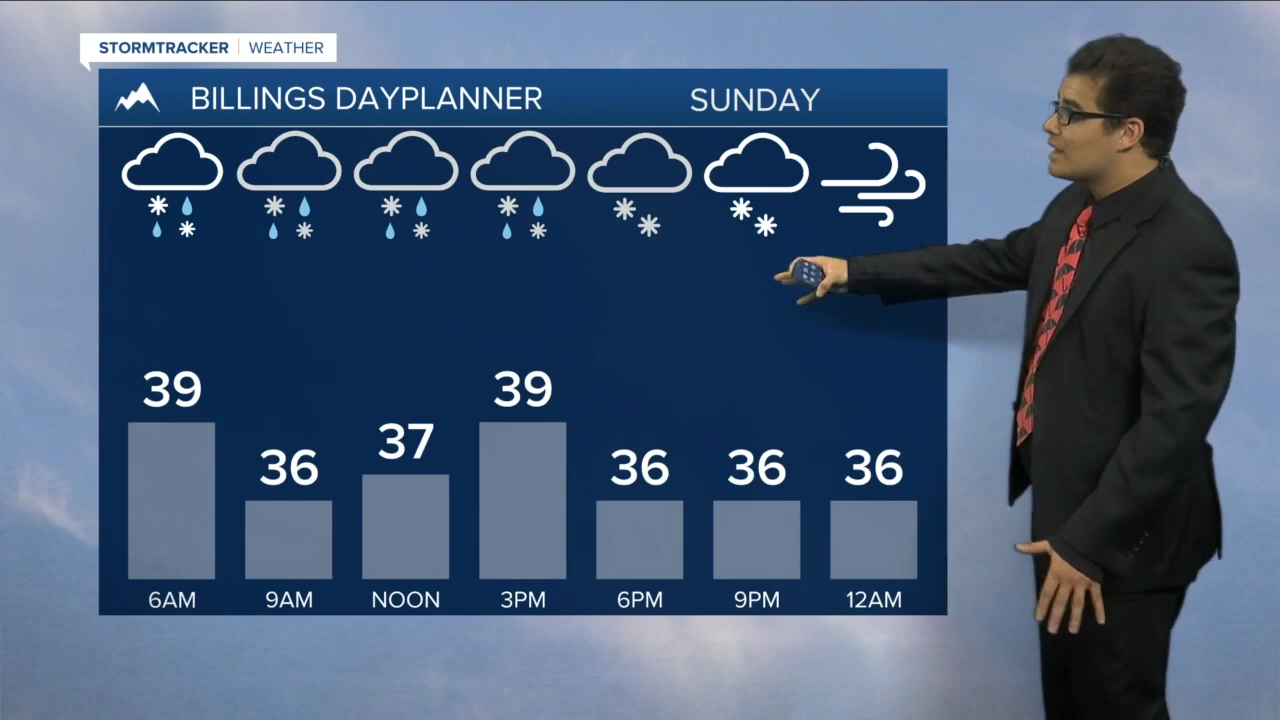 STORMTRACKER WEATHER
BILLINGS DAYPLANNER SUNDAY
39 36 37 39 36 36 36
6AM 9AM NOON 3PM 6PM 9PM 12AM